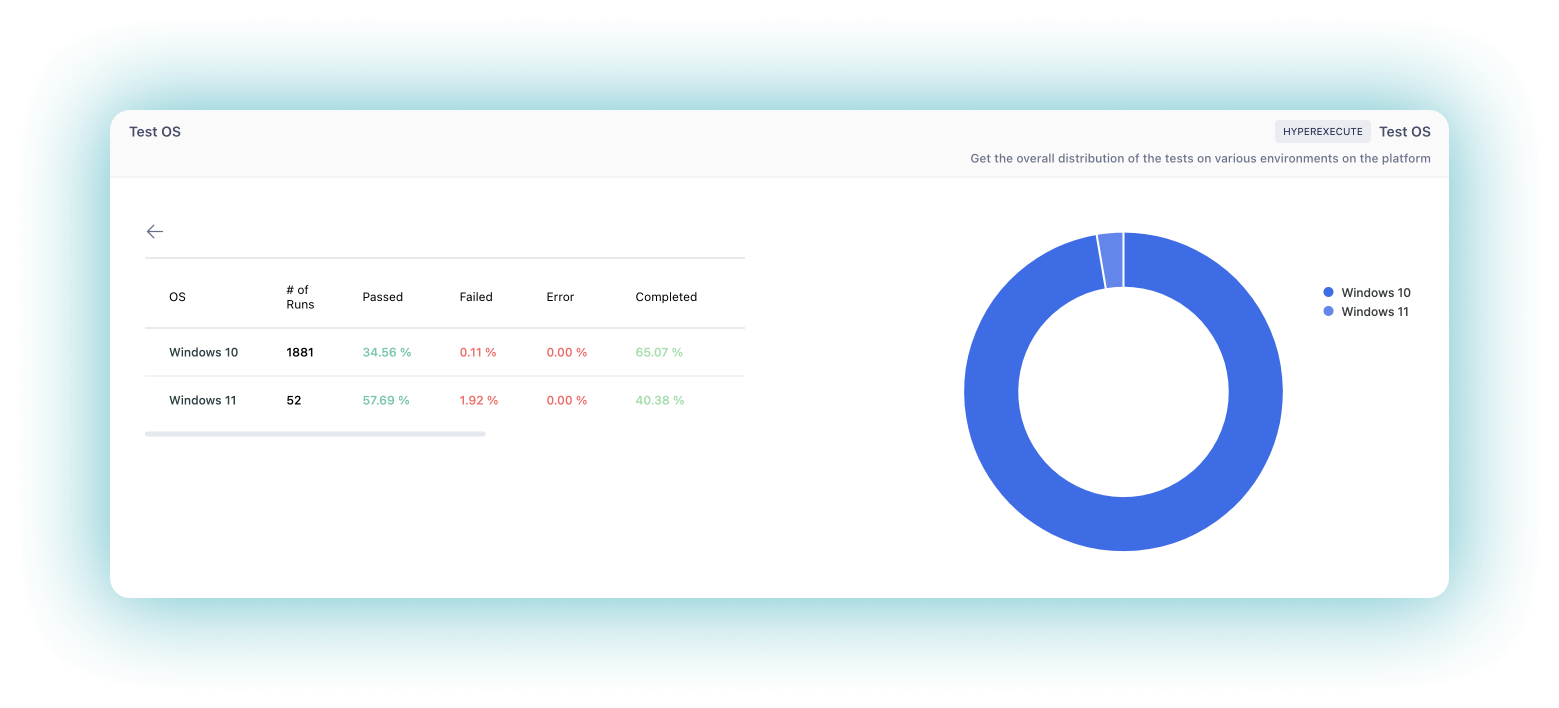 Test OS
HYPEREXECUTE Test OS
Get the overall distribution of the tests on various environments on the platform
OS # of Runs Passed Failed Error Completed
Windows 10 1881 34.56 % 0.11 % 0.00 % 65.07 %
Windows 11 52 57.69 % 1.92 % 0.00 % 40.38 %
Windows 10
Windows 11